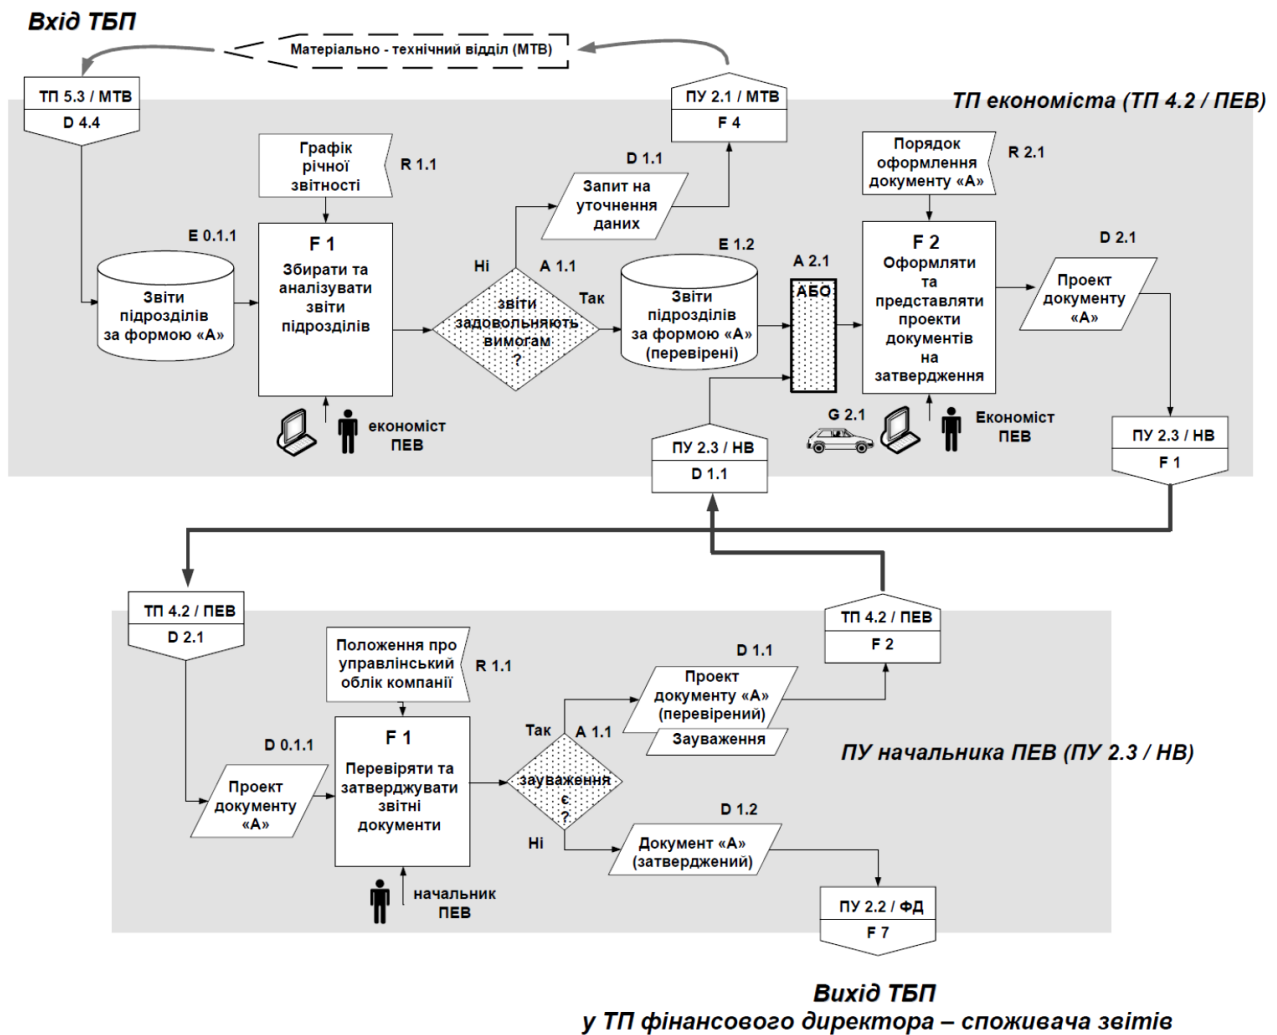 Вхід ТБП
Матеріально - технічний відділ (МТВ)
ТП 5.3 / МТВ
D 4.4
ПУ 2.1 / МТВ
F 4
ТП економіста (ТП 4.2 / ПЕВ)
Графік
річної
звітності
R 1.1
D 1.1
Запит на
уточнення
даних
Порядок
оформлення
документу «А»
R 2.1
E 0.1.1
Звіти
підрозділів
за формою «А»
F 1
Збирати та
аналізувати
звіти
підрозділів
Ні
A 1.1
звіти
задовольняють
вимогам
?
Так
E 1.2
Звіти
підрозділів
за формою «А»
(перевірені)
A 2.1
АБО
F 2
Оформляти
та
представляти
проекти
документів
на
затвердження
D 2.1
Проект
документу
«А»
економіст
ПЕВ
G 2.1
Економіст
ПЕВ
ПУ 2.3 / НВ
D 1.1
ПУ 2.3 / НВ
F 1
ТП 4.2 / ПЕВ
D 2.1
ТП 4.2 / ПЕВ
F 2
Положення про
управлінський
облік компанії
R 1.1
D 1.1
Проект
документу «А»
(перевірений)
Зауваження
ПУ начальника ПЕВ (ПУ 2.3 / НВ)
D 0.1.1
Проект
документу
«А»
F 1
Перевіряти та
затверджувати
звітні
документи
Так
A 1.1
зауваження
є
?
Ні
D 1.2
Документ «А»
(затверджений)
начальник
ПЕВ
ПУ 2.2 / ФД
F 7
Вихід ТБП
у ТП фінансового директора – споживача звітів